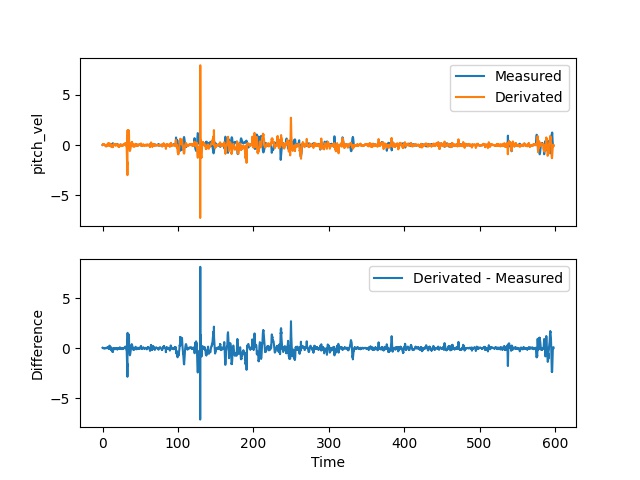 pitch_vel
5
0
−5
Measured
Derivated
Difference
5
0
−5
Derivated - Measured
0 100 200 300 400 500 600
Time